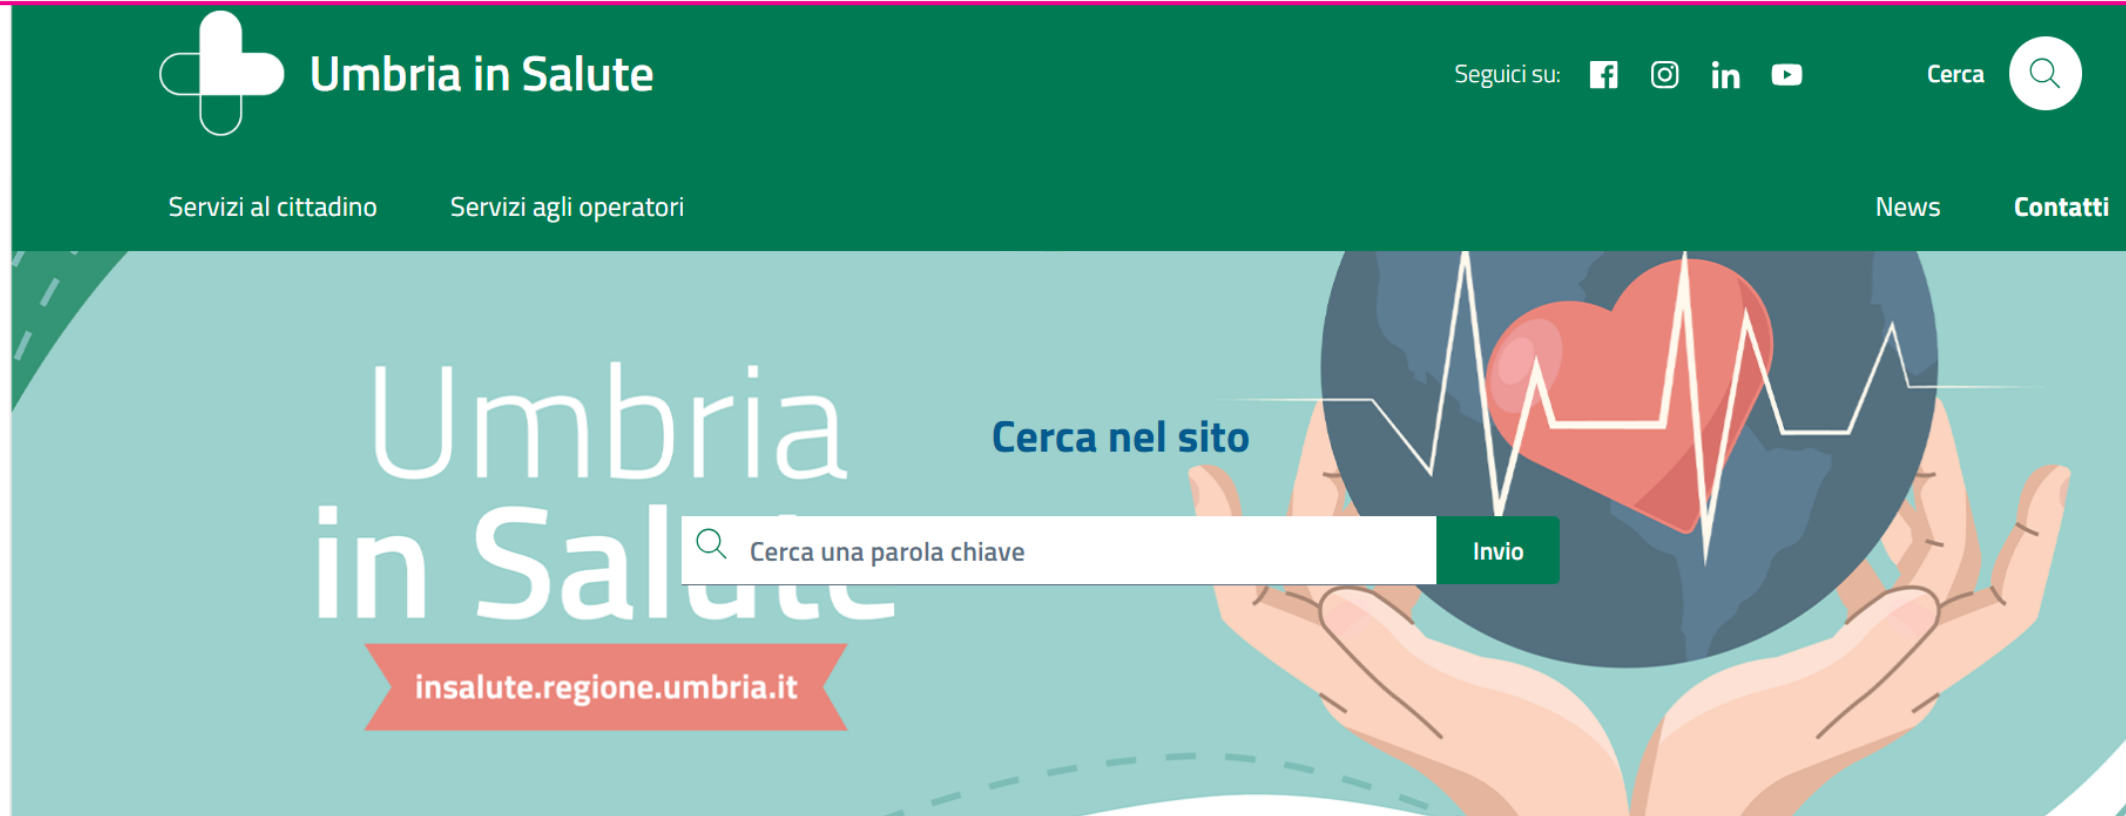 Umbria in Salute
Seguici su:
Cerca
Servizi al cittadino
Servizi agli operatori
News
Contatti
Umbria
in Salute
Cerca nel sito
Cerca una parola chiave
Invio
insalute.regione.umbria.it